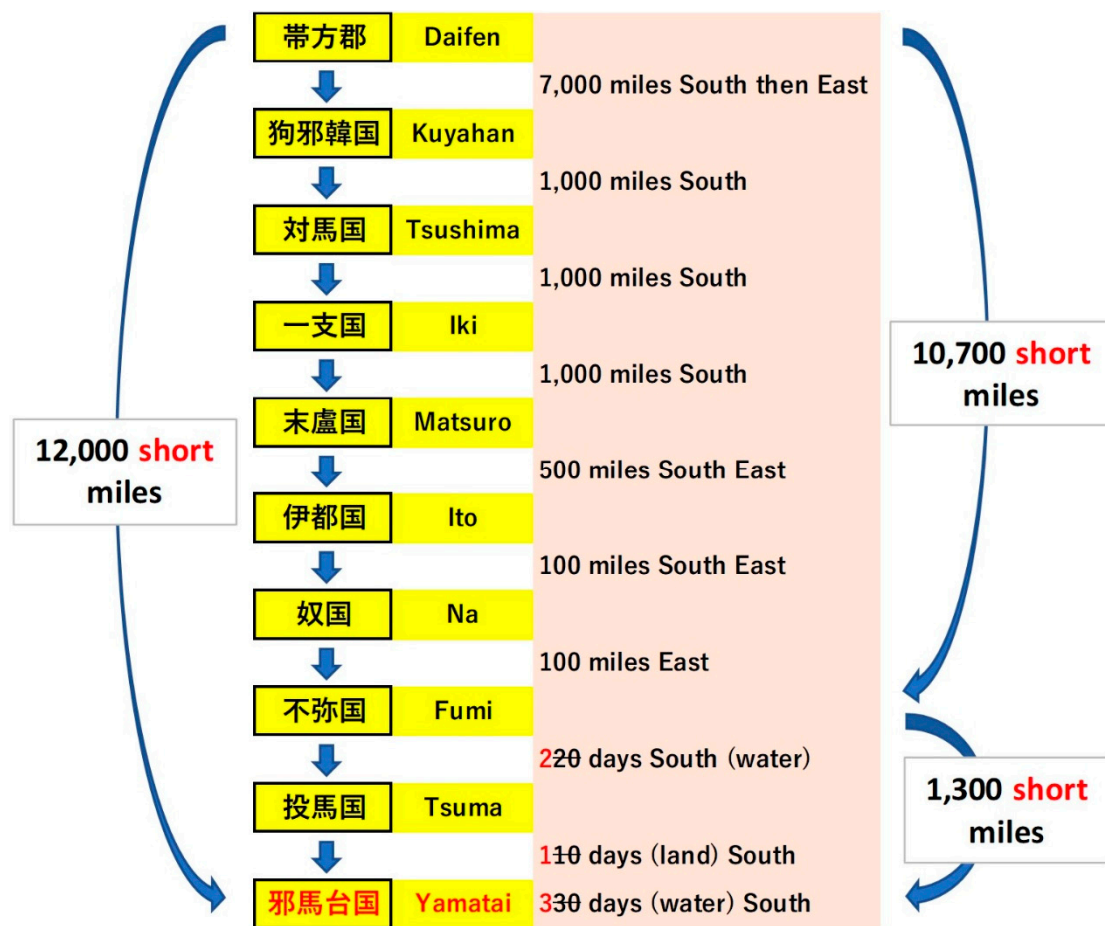 帯方郡 Daifen
7,000 miles South then East
狗邪韓国 Kuyahan
1,000 miles South
対馬国 Tsushima
1,000 miles South
一支国 Iki
10,700 short
miles
1,000 miles South
末盧国 Matsuro
12,000 short
miles
500 miles South East
伊都国 Ito
100 miles South East
奴国 Na
100 miles East
不弥国 Fumi
220 days South (water)
投馬国 Tsuma
1,300 short
miles
110 days (land) South
邪馬台国 Yamatai
330 days (water) South